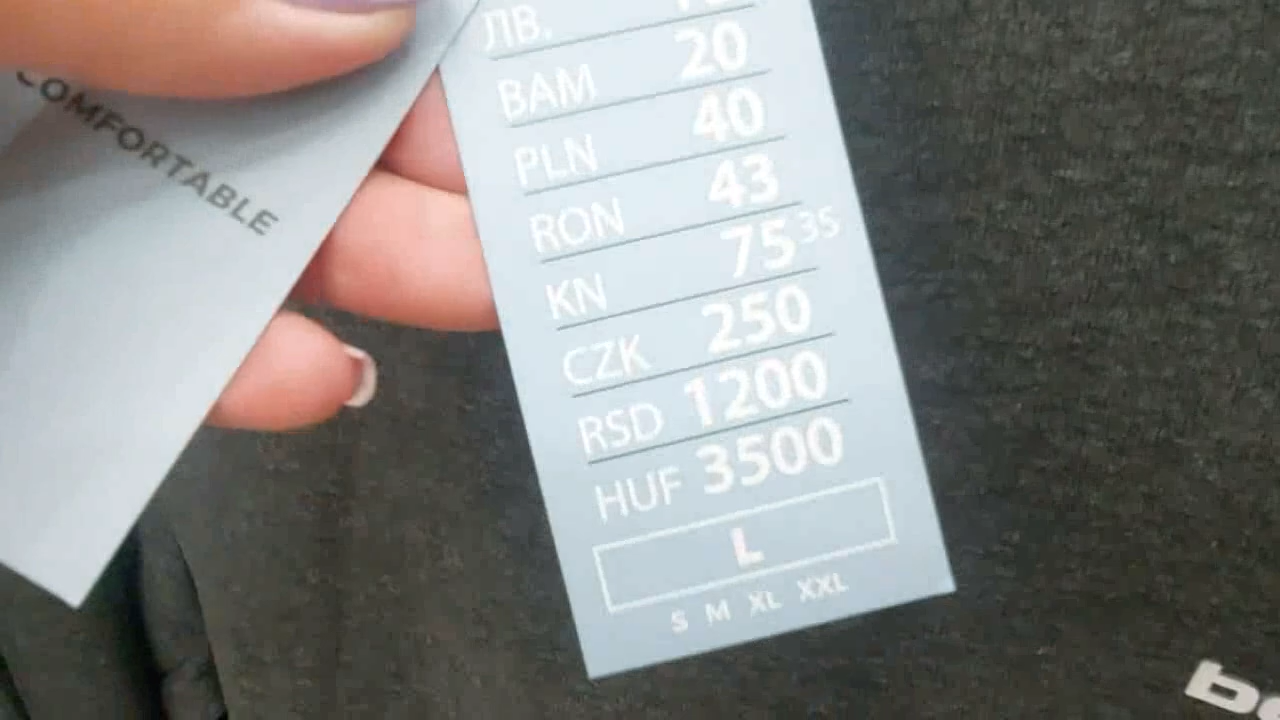 COMFORTABLE
ЛВ.
BAM 20
PLN 40
RON 43
KN 75 35
CZK 250
RSD 1200
HUF 3500
L
S M XL XXL